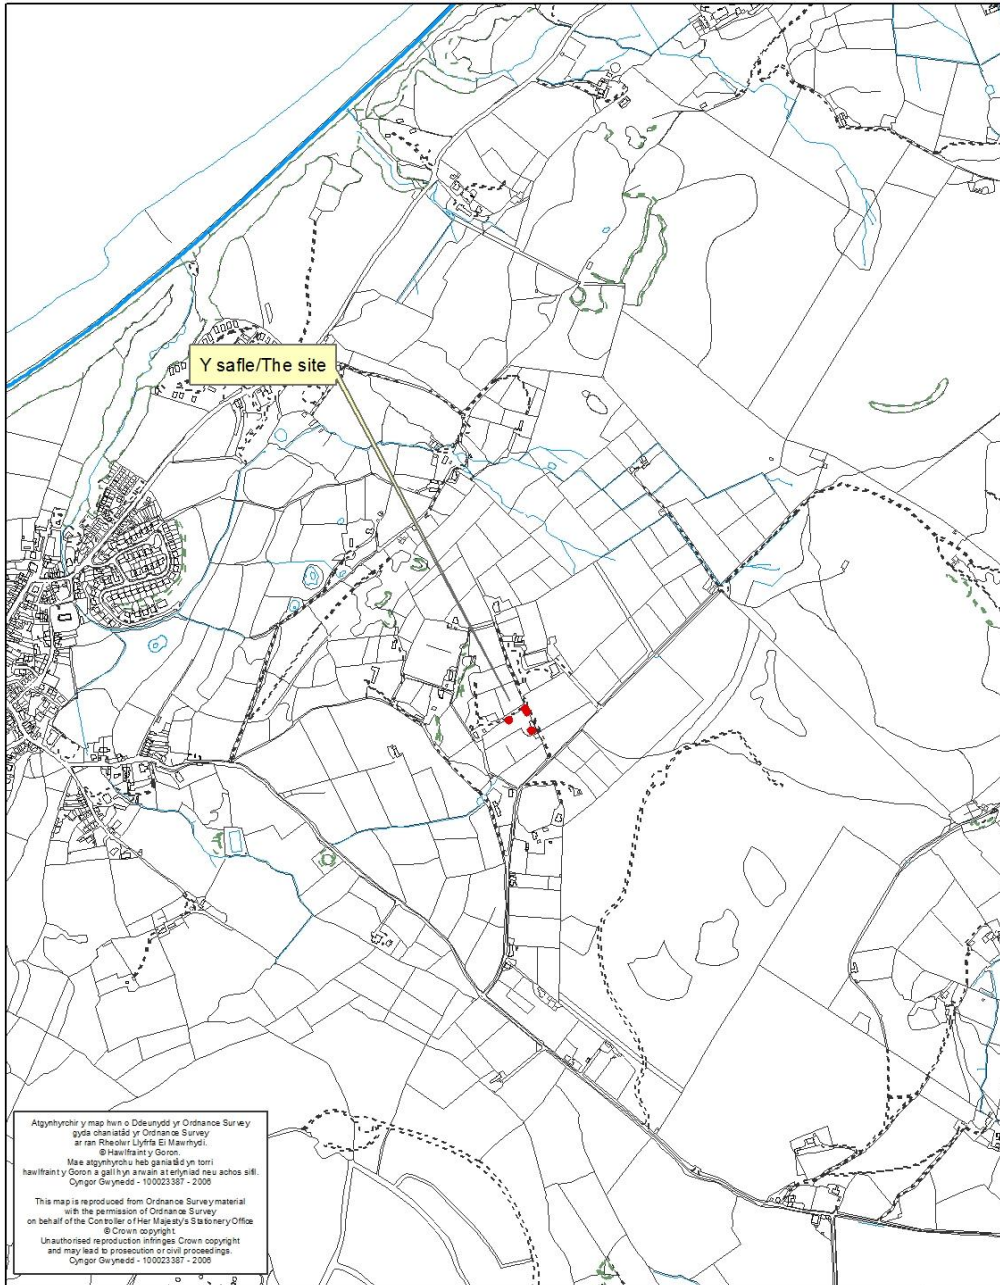 Y safle/The site
Atgynhyrchir y map hwn o Ddeunydd yr Ordnance Survey
gyda chaniatâd yr Ordnance Survey
ar ran Rheolwr Llyfrfa Ei Mawrhydi.
© Hawlfraint y Goron.
Mae atgynhyrchu heb ganiatâd yn torri
hawlfraint y Goron a gall hyn arwain at erlyniad neu achos sifil.
Cyngor Gwynedd - 100023387 - 2006
This map is reproduced from Ordnance Survey material
with the permission of Ordnance Survey
on behalf of the Controller of Her Majesty's Stationery Office
© Crown copyright.
Unauthorised reproduction infringes Crown copyright
and may lead to prosecution or civil proceedings.
Cyngor Gwynedd - 100023387 - 2006